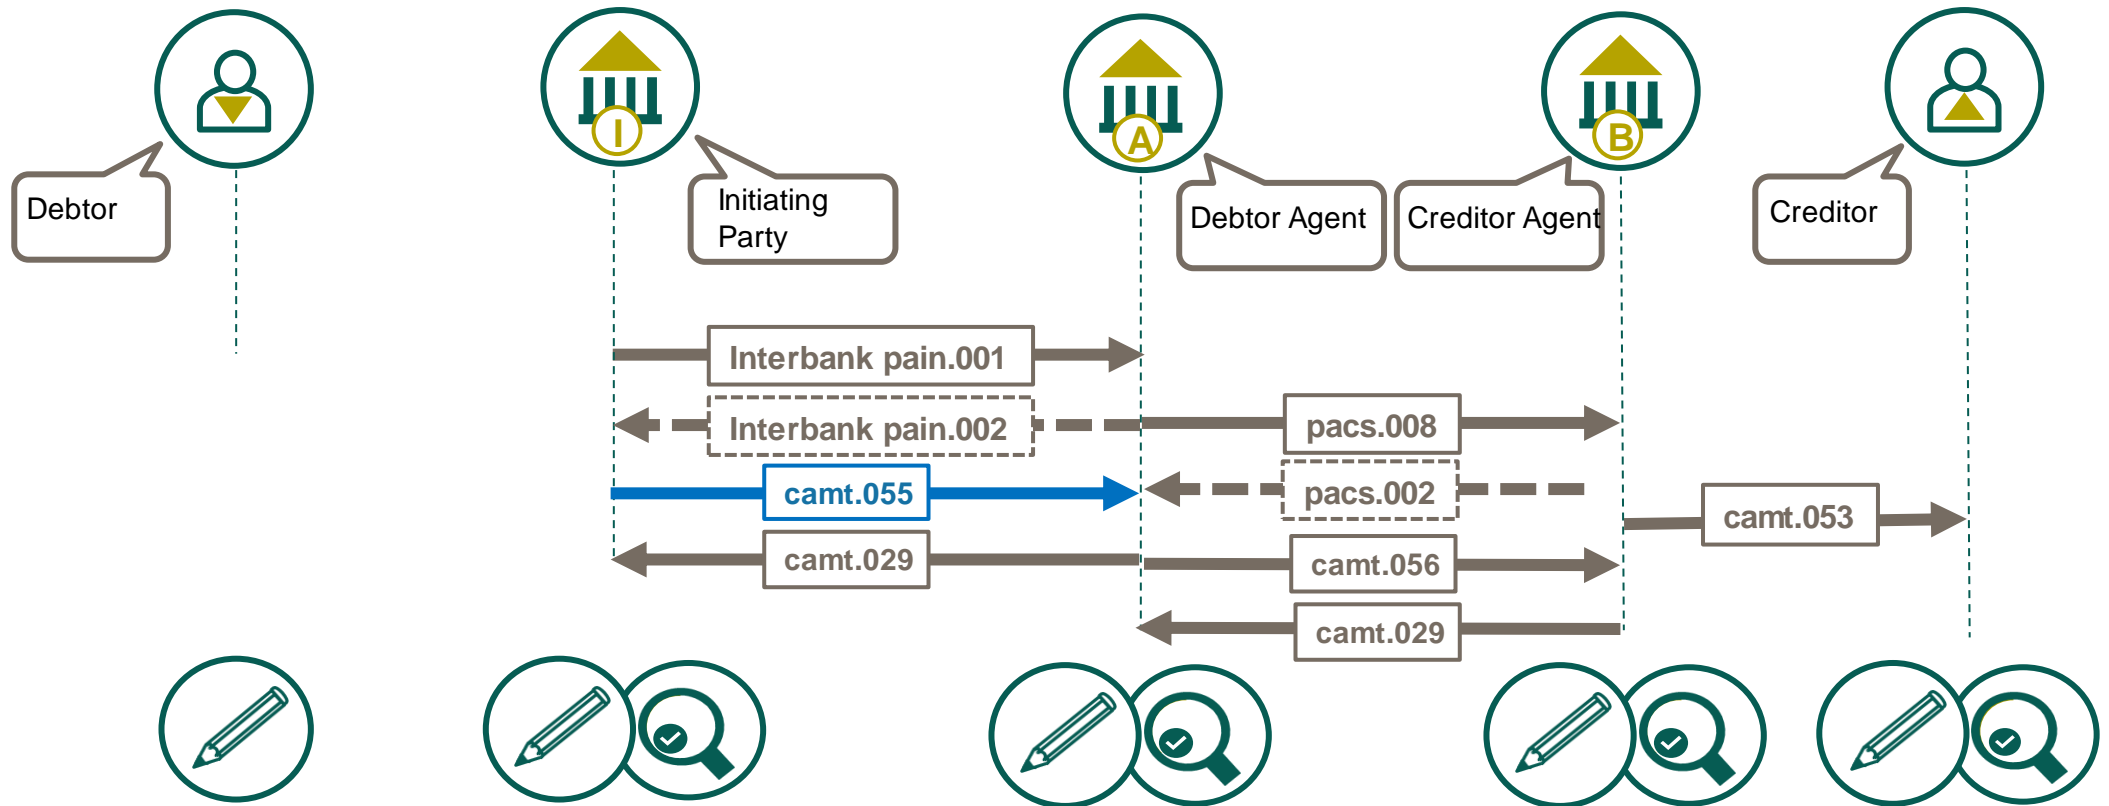 I
A
B
Debtor
Initiating
Party
Debtor Agent
Creditor Agent
Creditor
Interbank pain.001
Interbank pain.002
pacs.008
camt.055
pacs.002
camt.053
camt.029
camt.056
camt.029